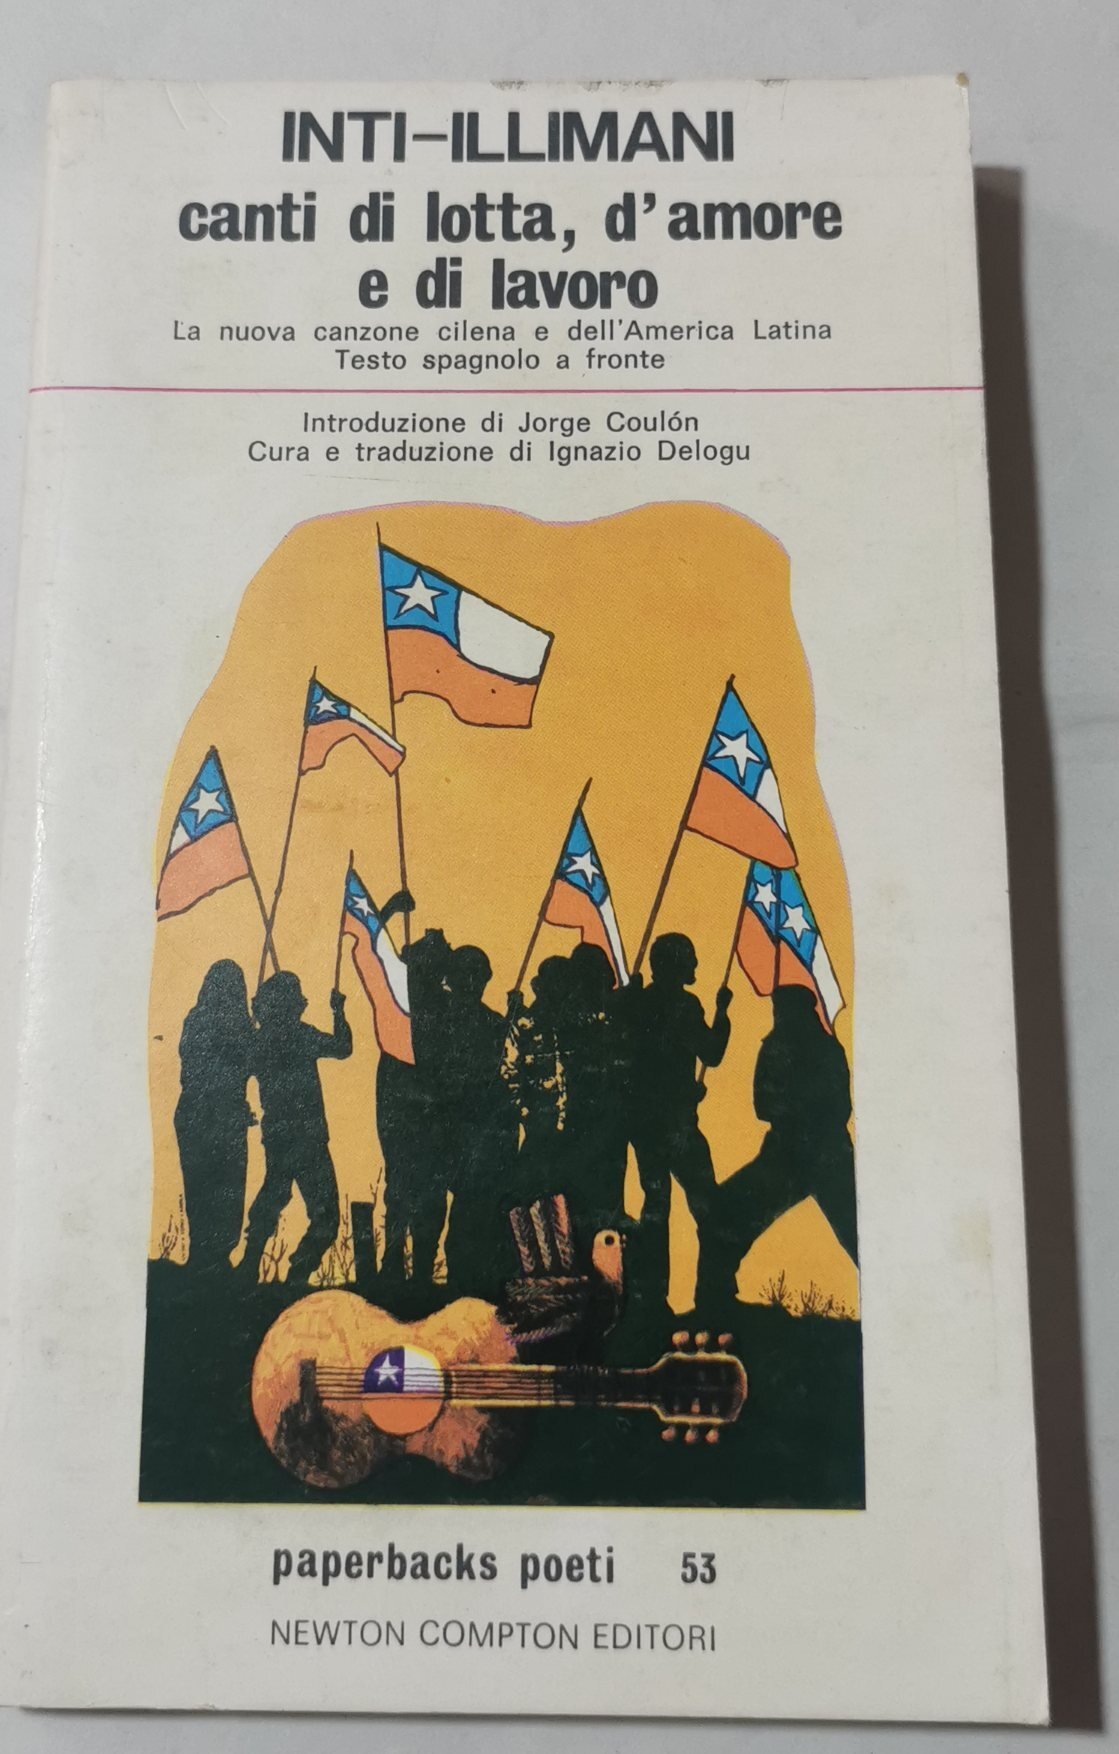 INTI-ILLIMANI
canti di lotta, d'amore
e di lavoro
La nuova canzone cilena e dell'America Latina
Testo spagnolo a fronte
Introduzione di Jorge Coulón
Cura e traduzione di Ignazio Delogu
paperbacks poeti 53
NEWTON COMPTON EDITORI